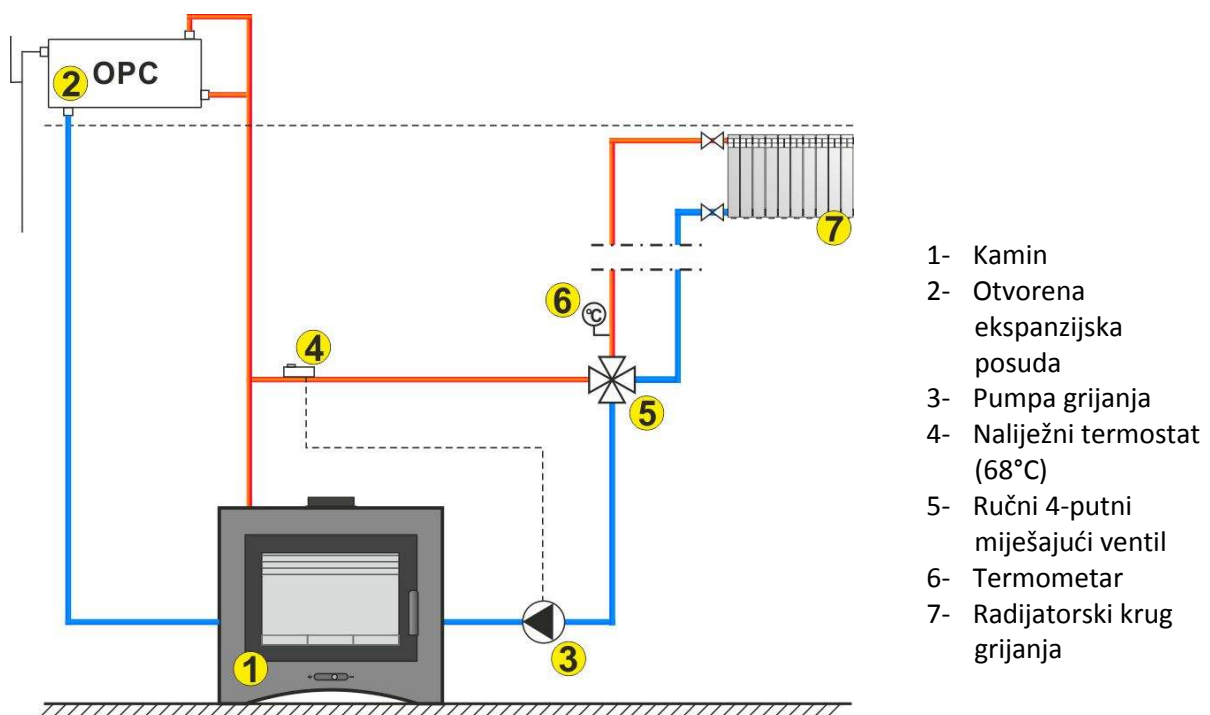 OPC
2
7
6
°C
4
5
3
1
1- Kamin
2- Otvorena
ekspanzijska
posuda
3- Pumpa grijanja
4- Naliježni termostat
(68°C)
5- Ručni 4-putni
miješajući ventil
6- Termometar
7- Radijatorski krug
grijanja